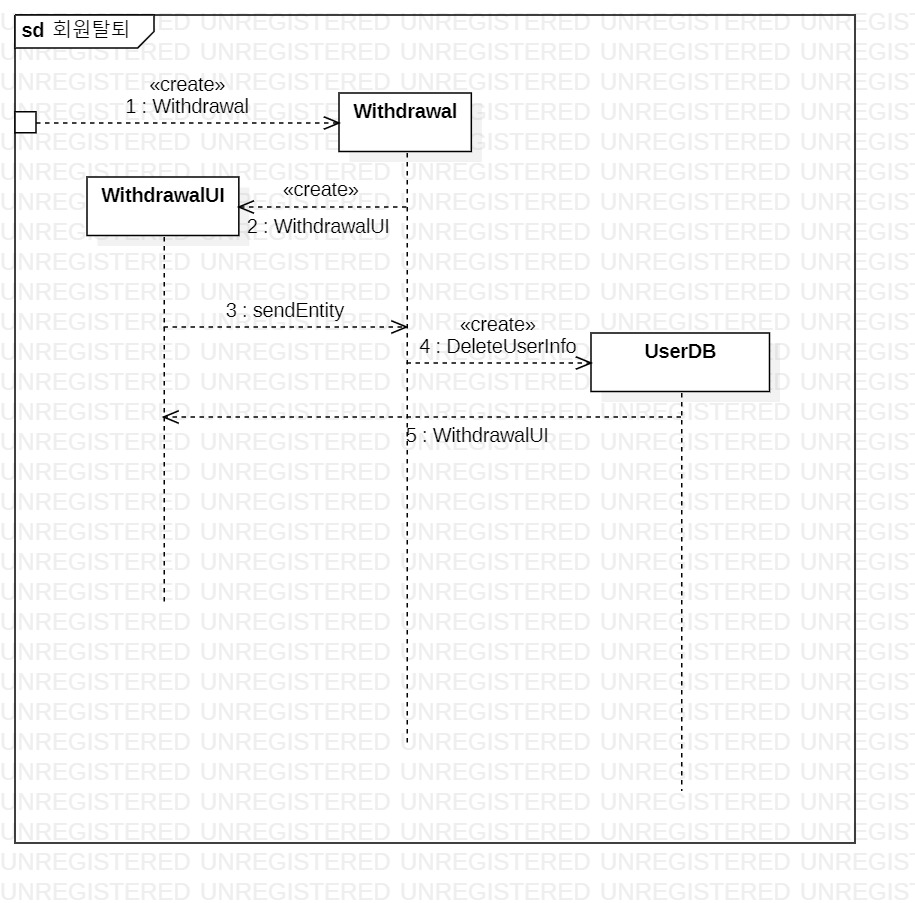 sd 회원탈퇴
«create»
1 : Withdrawal
Withdrawal
WithdrawalUI
«create»
2 : WithdrawalUI
3 : sendEntity
«create»
4 : DeleteUserInfo
UserDB
5 : WithdrawalUI
UNREGISTERED